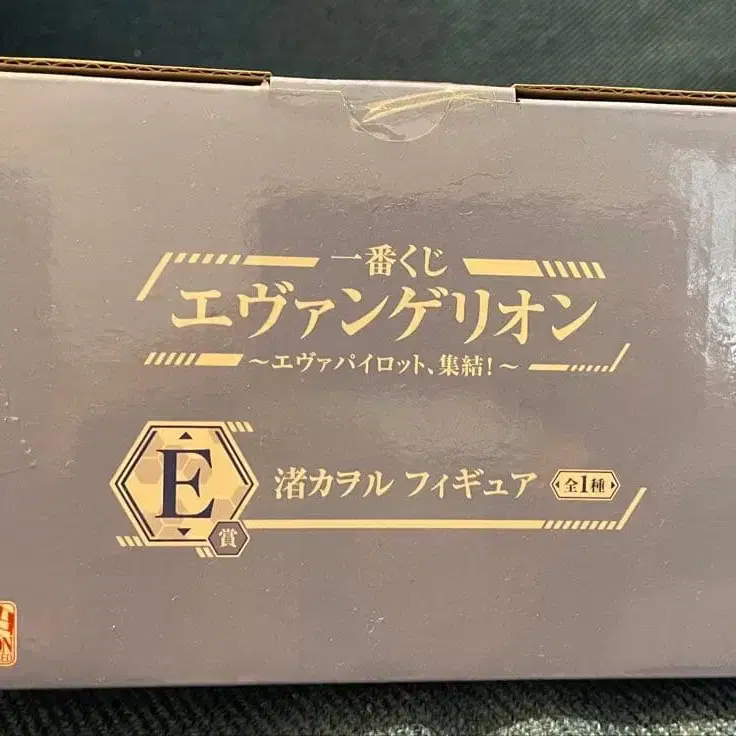 一番くじ
エヴァンゲリオン
～エヴァパイロット、集結!～
E
賞
渚カヲル フィギュア
全1種